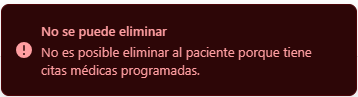 No se puede eliminar
No es posible eliminar al paciente porque tiene
citas médicas programadas.